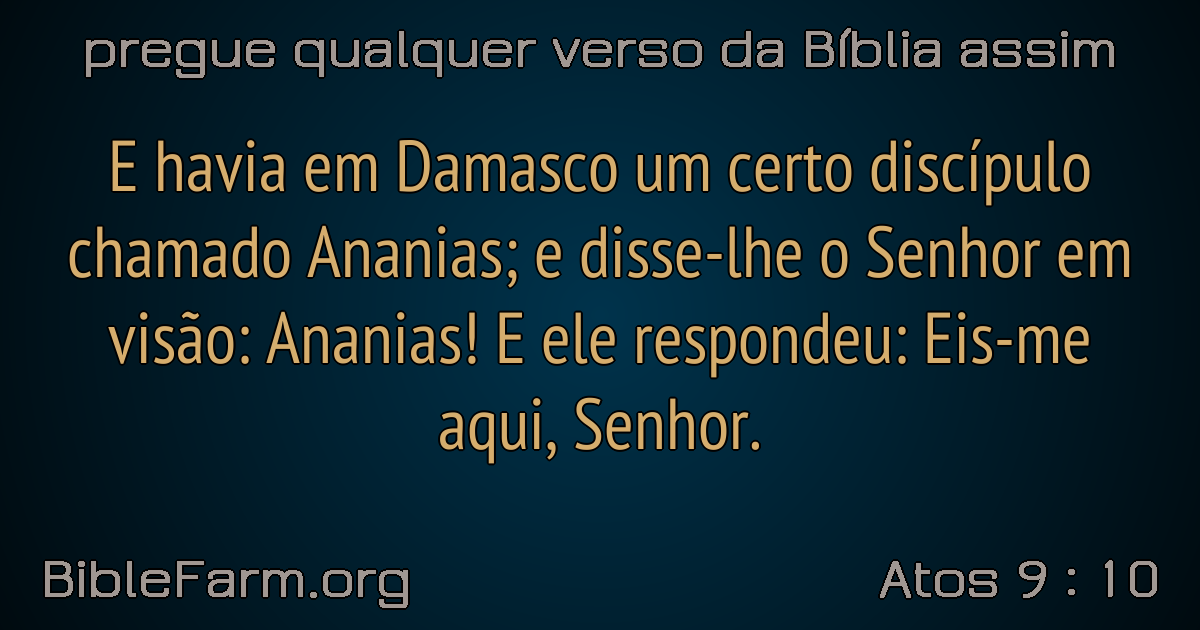 pregue qualquer verso da Bíblia assim
E havia em Damasco um certo discípulo
chamado Ananias; e disse-lhe o Senhor em
visão: Ananias! E ele respondeu: Eis-me
aqui, Senhor.
BibleFarm.org
Atos 9 : 10